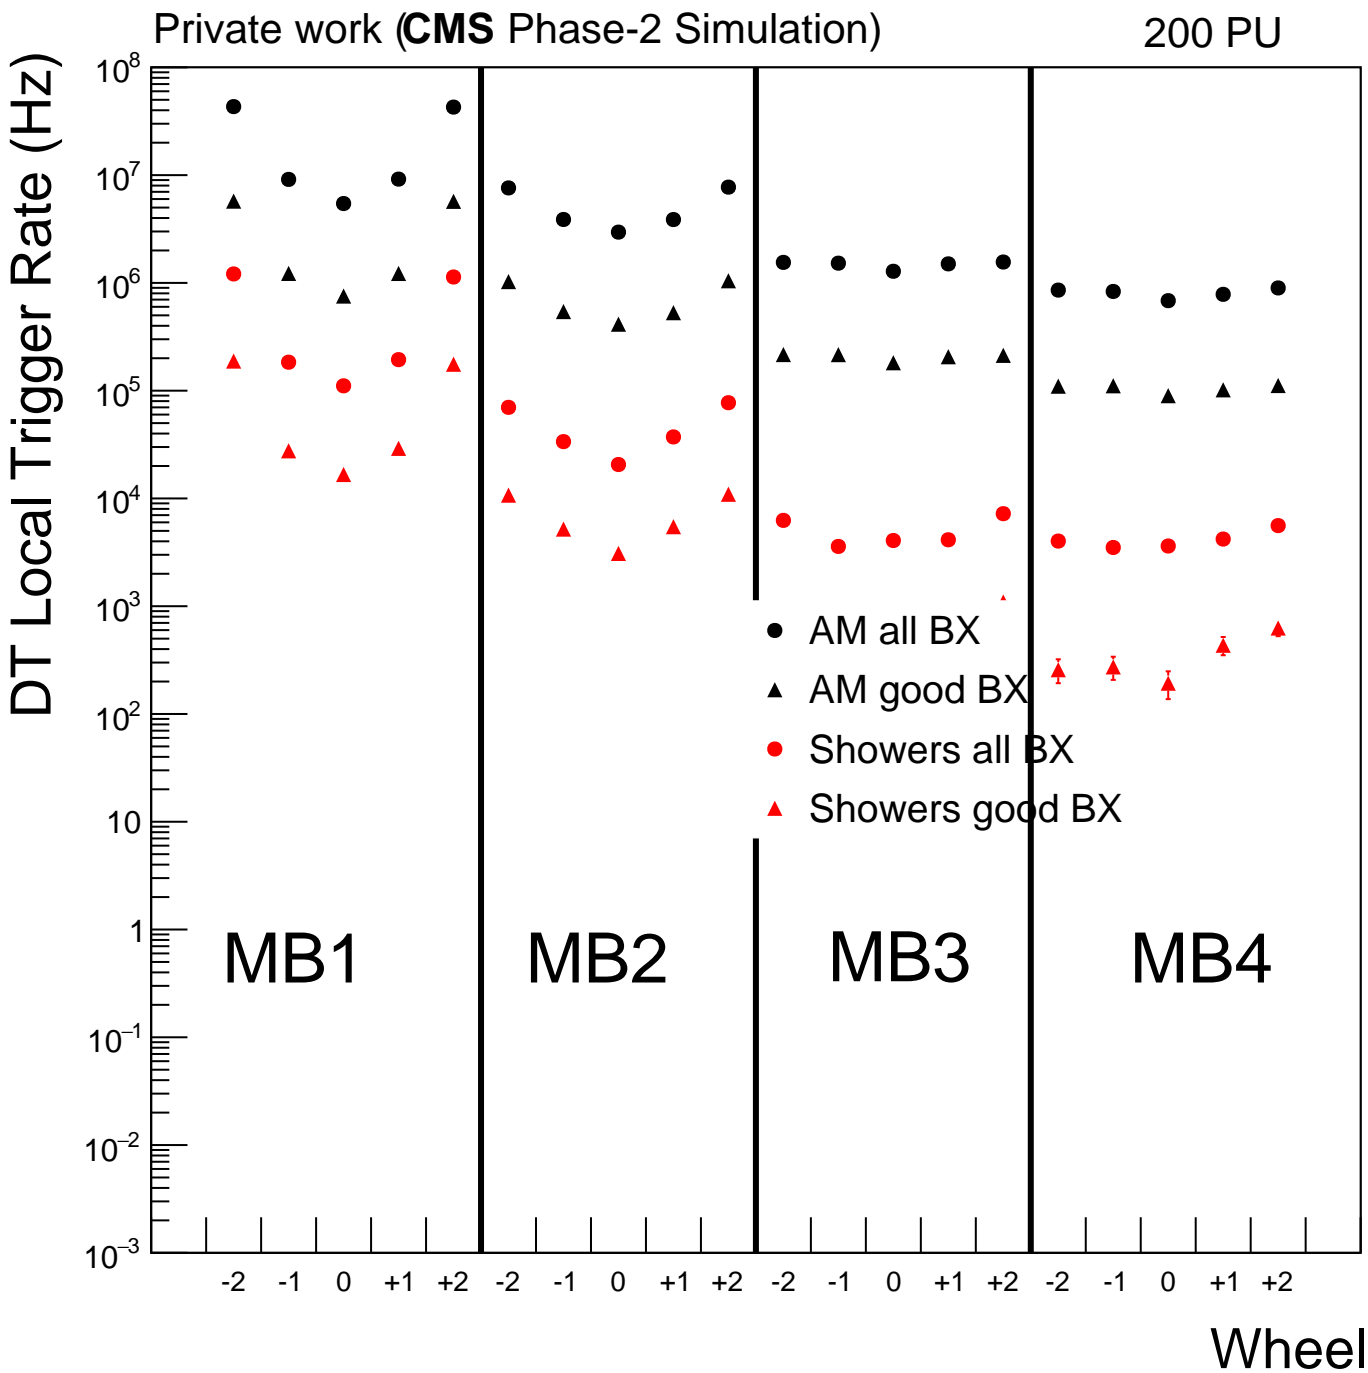 Private work (CMS Phase-2 Simulation) 200 PU
DT Local Trigger Rate (Hz)
10^8
10^7
10^6
10^5
10^4
10^3
10^2
10
1
10^−1
10^−2
10^−3
AM all BX
AM good BX
Showers all BX
Showers good BX
MB1 MB2 MB3 MB4
-2 -1 0 +1 +2 -2 -1 0 +1 +2 -2 -1 0 +1 +2 -2 -1 0 +1 +2
Wheel